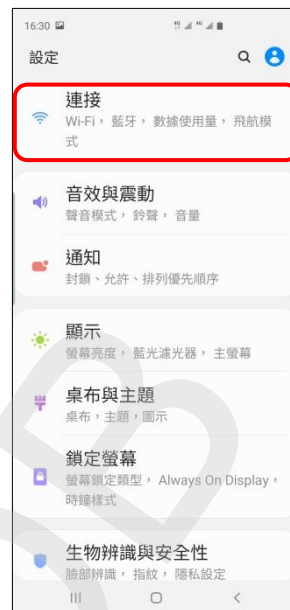 16:30
4G 4G
設定
連接
Wi-Fi, 藍牙, 數據使用量, 飛航模
式
音效與震動
聲音模式, 鈴聲, 音量
通知
封鎖、允許、排列優先順序
顯示
螢幕亮度, 藍光濾光器, 主螢幕
桌布與主題
桌布, 主題, 圖示
鎖定螢幕
螢幕鎖定類型, Always On Display,
時鐘樣式
生物辨識與安全性
臉部辨識, 指紋, 隱私設定